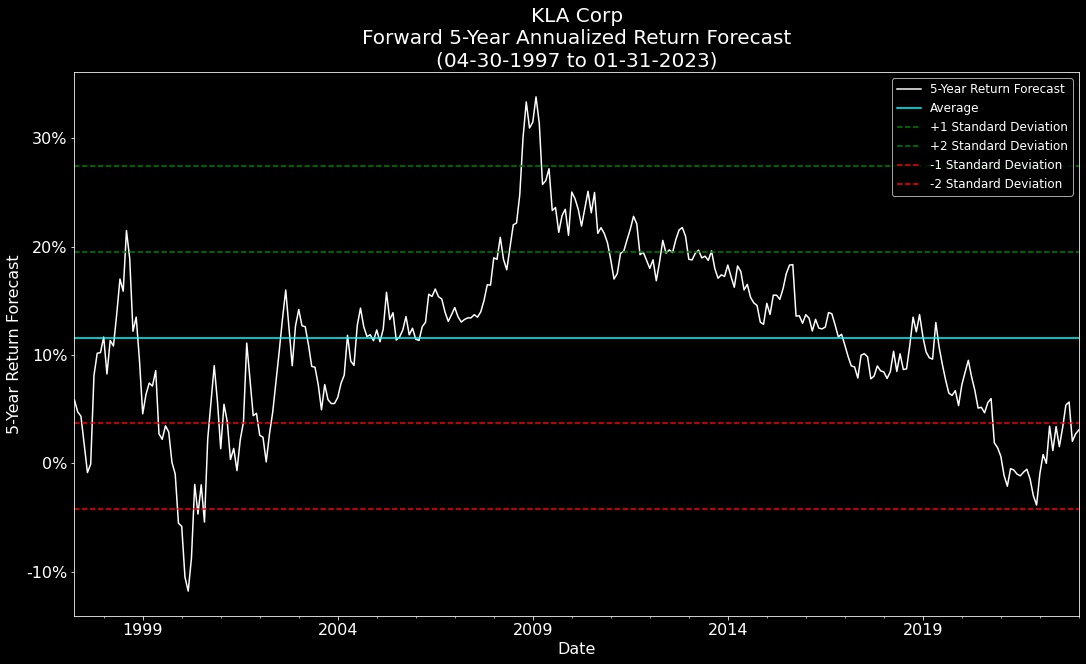 KLA Corp
Forward 5-Year Annualized Return Forecast
(04-30-1997 to 01-31-2023)
5-Year Return Forecast
Average
+1 Standard Deviation
+2 Standard Deviation
-1 Standard Deviation
-2 Standard Deviation
5-Year Return Forecast
30%
20%
10%
0%
-10%
1999
2004
2009
2014
2019
Date